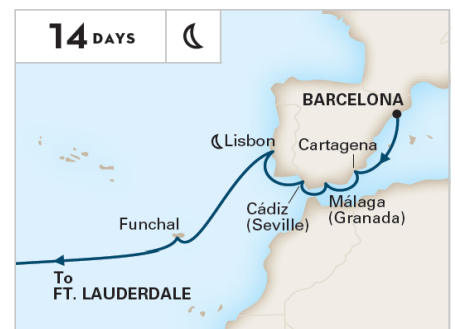 14 DAYS
BARCELONA
Lisbon
Cartagena
Málaga
(Granada)
Cádiz
(Seville)
Funchal
To
FT. LAUDERDALE